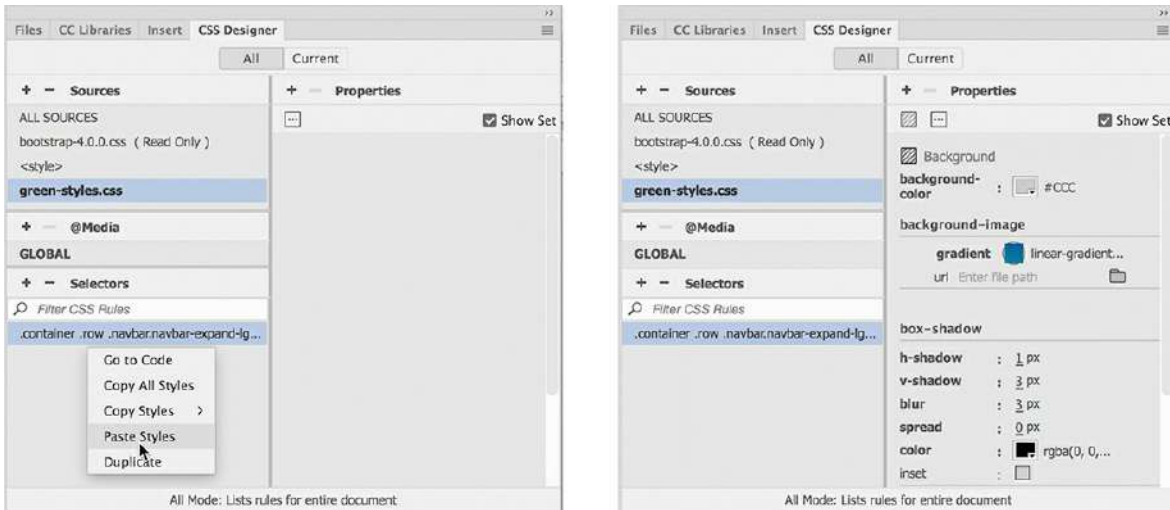 Files CC Libraries Insert CSS Designer
All Current
+ - Sources
ALL SOURCES
bootstrap-4.0.0.css ( Read Only )
<style>
green-styles.css
+ - @Media
GLOBAL
+ - Selectors
Filter CSS Rules
.container .row .navbar.navbar-expand-lg...
Go to Code
Copy All Styles
Copy Styles >
Paste Styles
Duplicate
+ - Properties
Show Set
All Mode: Lists rules for entire document
Files CC Libraries Insert CSS Designer
All Current
+ - Sources
ALL SOURCES
bootstrap-4.0.0.css ( Read Only )
<style>
green-styles.css
+ - @Media
GLOBAL
+ - Selectors
Filter CSS Rules
.container .row .navbar.navbar-expand-lg...
+ - Properties
Show Set
Background
background-
color : #CCC
background-image
gradient linear-gradient...
url Enter file path
box-shadow
h-shadow : 1 px
v-shadow : 3 px
blur : 3 px
spread : 0 px
color : rgba(0, 0,...
inset :
All Mode: Lists rules for entire document